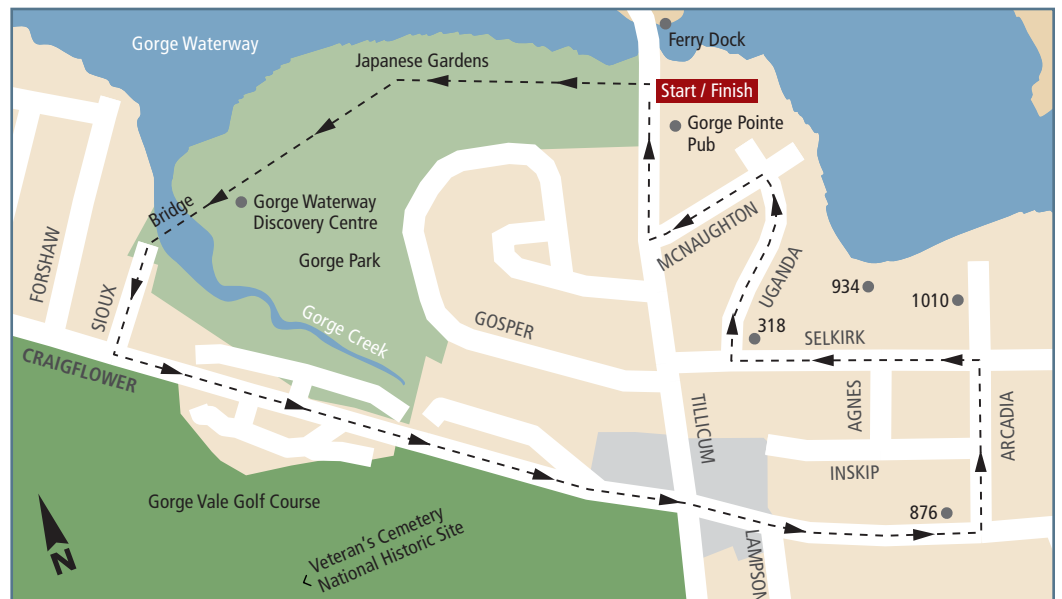 Gorge Waterway
Ferry Dock
Japanese Gardens
Start / Finish
Gorge Pointe
Pub
Bridge
Gorge Waterway
Discovery Centre
MCNAUGHTON
Gorge Park
FORSHAW
SIOUX
UGANDA
934
1010
GOSPER
Gorge Creek
318
SELKIRK
CRAIGFLOWER
TILLICUM
AGNES
ARCADIA
INSKIP
Gorge Vale Golf Course
876
Veteran's Cemetery
National Historic Site
LAMPSON
N